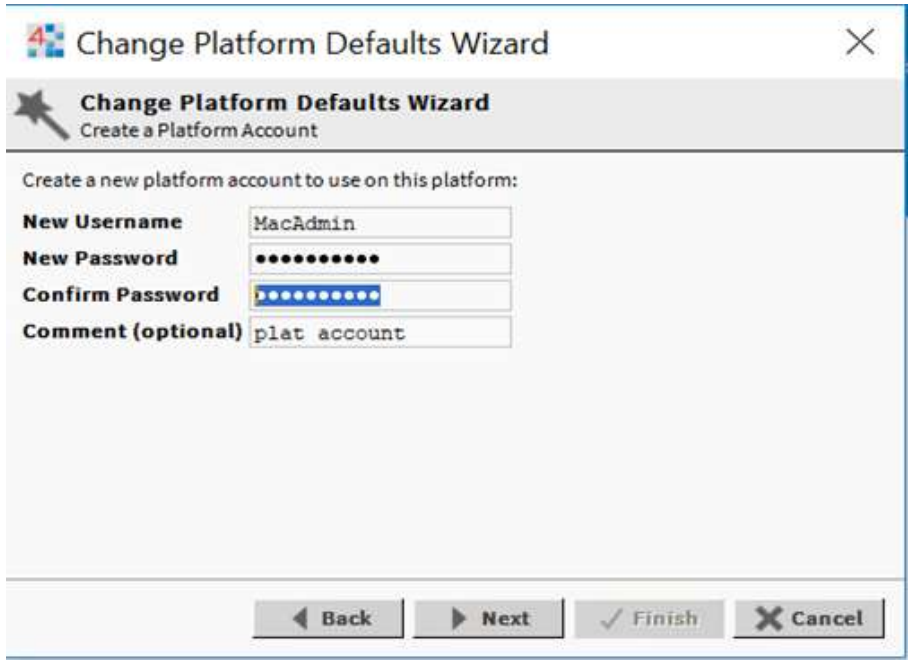 4 Change Platform Defaults Wizard
Change Platform Defaults Wizard
Create a Platform Account
Create a new platform account to use on this platform:
New Username MacAdmin
New Password ●●●●●●●●●●
Confirm Password ●●●●●●●●●●
Comment (optional) plat account
Back Next Finish Cancel